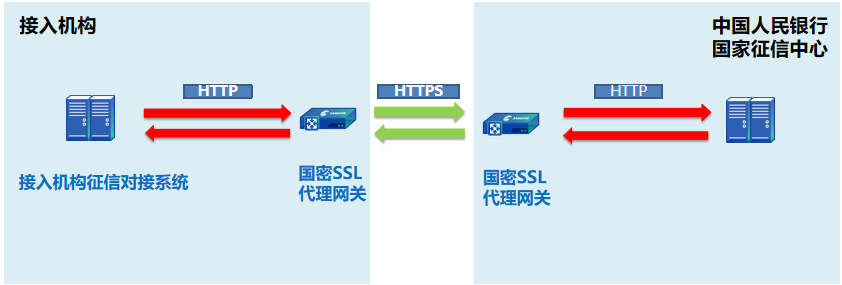 接入机构
中国人民银行
国家征信中心
HTTP
HTTPS
HTTP
接入机构征信对接系统
国密SSL
代理网关
国密SSL
代理网关